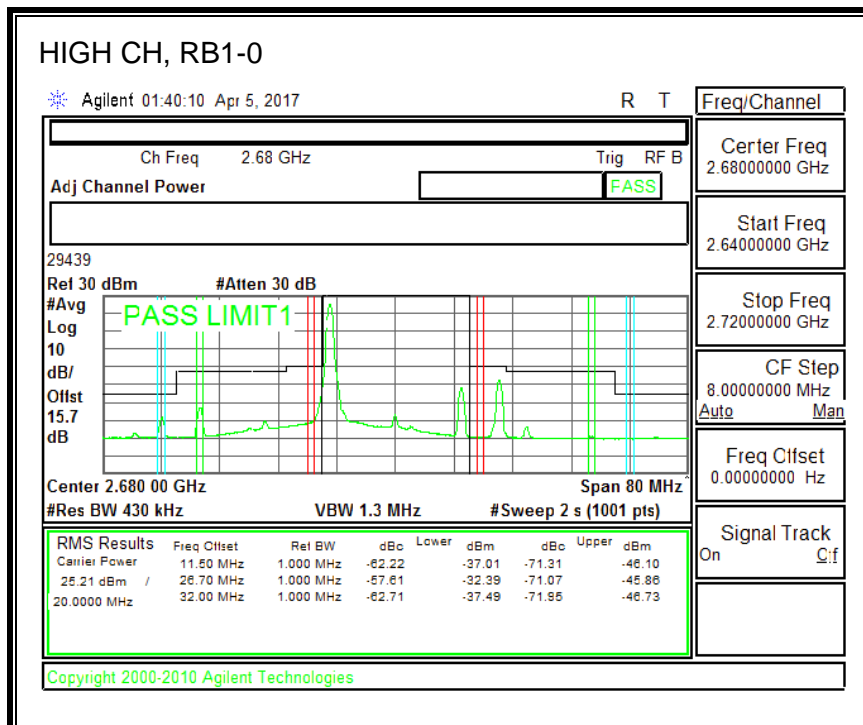 HIGH CH, RB1-0
Agilent 01:40:10 Apr 5, 2017 R T
Freq/Channel
Center Freq
2.68000000 GHz
Start Freq
2.64000000 GHz
Stop Freq
2.72000000 GHz
CF Step
8.00000000 MHz
Auto Man
Freq Offset
0.00000000 Hz
Signal Track
On Off
Ch Freq 2.68 GHz Trig RF B
Adj Channel Power PASS
29439
Ref 30 dBm #Atten 30 dB
#Avg
Log
10
dB/
Offst
15.7
dB
PASS LIMIT1
Center 2.680 00 GHz Span 80 MHz
#Res BW 430 kHz VBW 1.3 MHz #Sweep 2 s (1001 pts)
RMS Results Freq Offset Ref BW dBc Lower dBm dBc Upper dBm
Carrier Power 11.50 MHz 1.000 MHz -62.22 -37.01 -71.31 -46.10
25.21 dBm / 26.70 MHz 1.000 MHz -57.61 -32.39 -71.07 -45.86
20.0000 MHz 32.00 MHz 1.000 MHz -62.71 -37.49 -71.95 -46.73
Copyright 2000-2010 Agilent Technologies